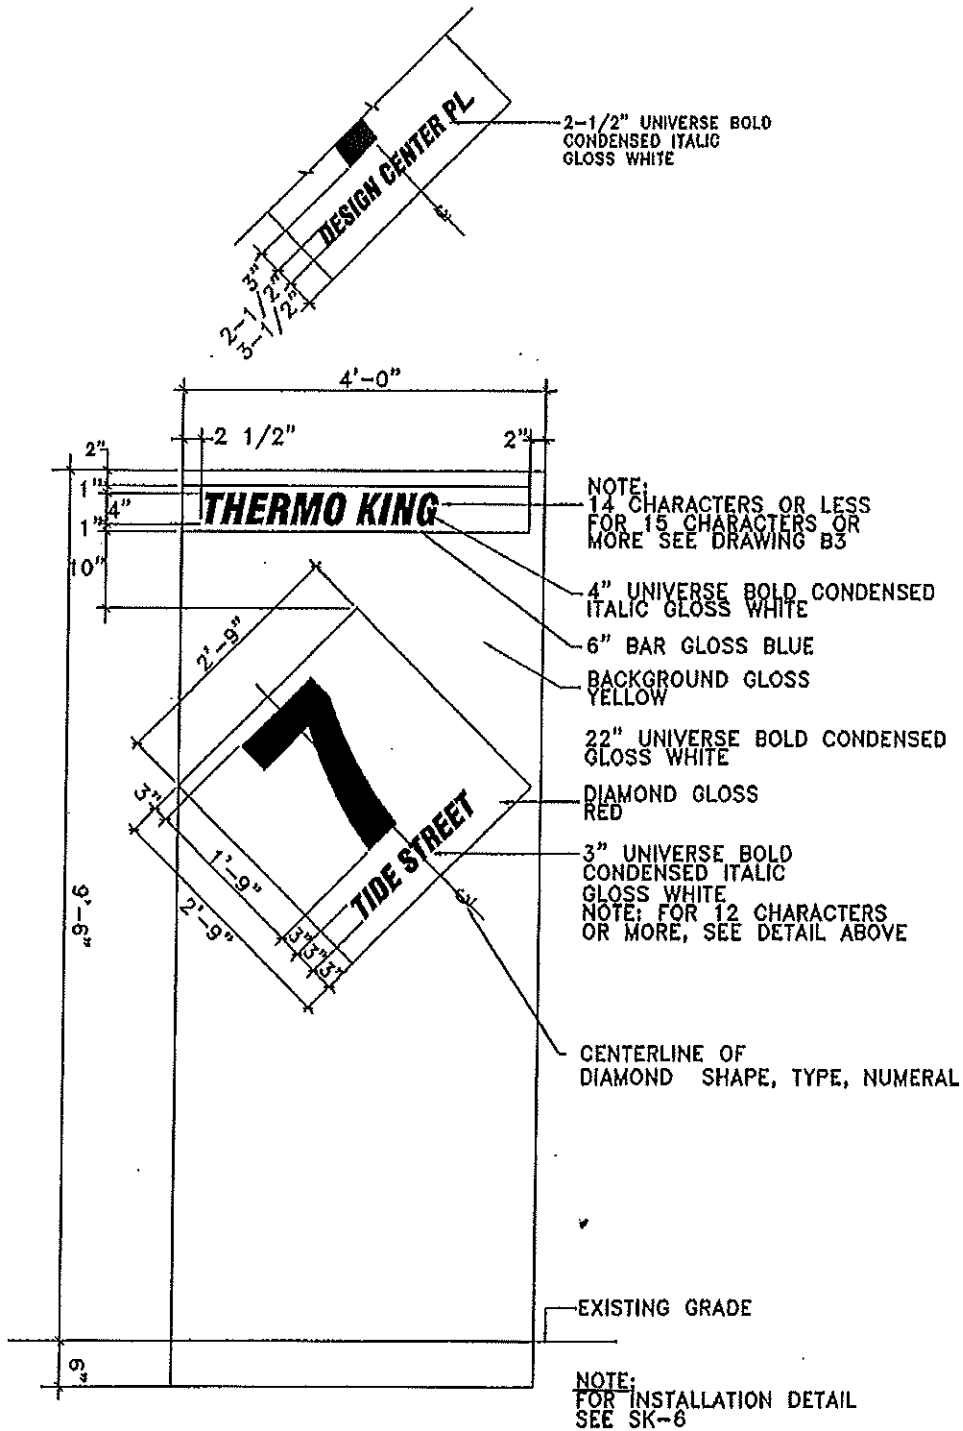 DESIGN CENTER PL.
2-1/2" UNIVERSE BOLD
CONDENSED ITALIC
GLOSS WHITE
3"
2-1/2"
3-1/2"
4'-0"
2 1/2"
2"
2"
1"
4"
1"
10"
THERMO KING
NOTE:
14 CHARACTERS OR LESS
FOR 15 CHARACTERS OR
MORE SEE DRAWING B3
4" UNIVERSE BOLD CONDENSED
ITALIC GLOSS WHITE
6" BAR GLOSS BLUE
BACKGROUND GLOSS
YELLOW
22" UNIVERSE BOLD CONDENSED
GLOSS WHITE
DIAMOND GLOSS
RED
3" UNIVERSE BOLD
CONDENSED ITALIC
GLOSS WHITE
NOTE: FOR 12 CHARACTERS
OR MORE, SEE DETAIL ABOVE
2'-9"
7
TIDE STREET
3"
1'-9"
2'-9"
3"
3"
3"
9'-6"
CENTERLINE OF
DIAMOND SHAPE, TYPE, NUMERAL
EXISTING GRADE
6"
NOTE:
FOR INSTALLATION DETAIL
SEE SK-6